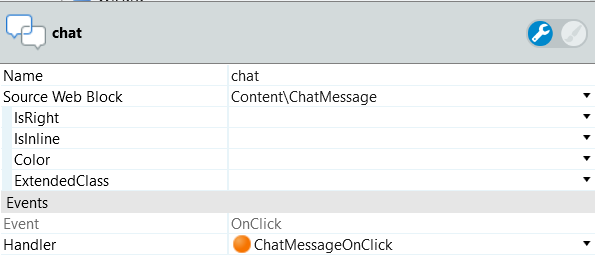 chat
Name chat
Source Web Block Content\ChatMessage
IsRight
IsInline
Color
ExtendedClass
Events
Event OnClick
Handler ChatMessageOnClick